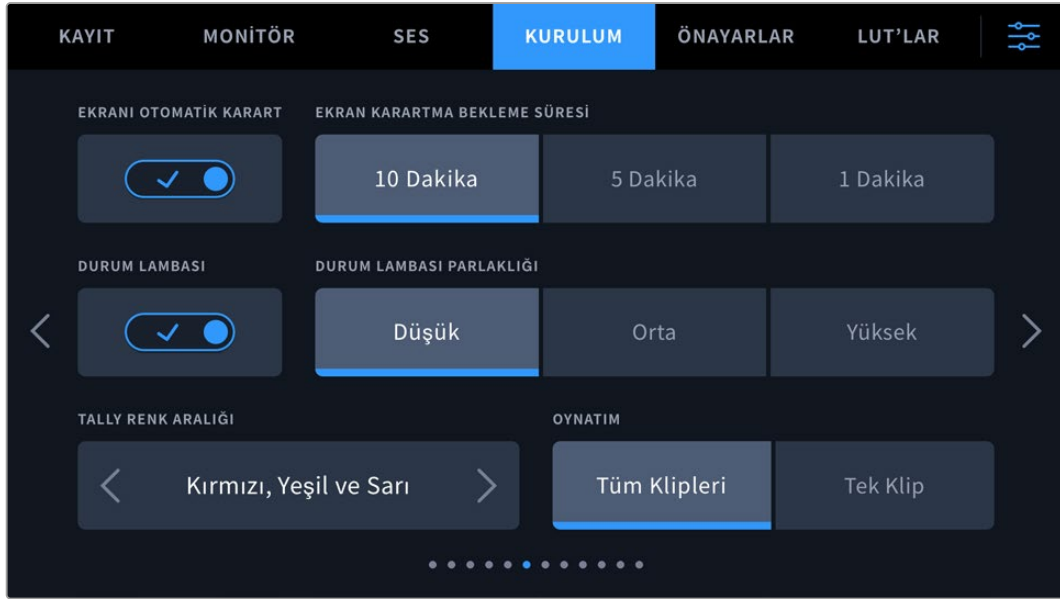 KAYIT MONİTÖR SES KURULUM ÖNAYARLAR LUT’LAR
EKRANI OTOMATİK KARART EKRAN KARARTMA BEKLEME SÜRESİ
10 Dakika 5 Dakika 1 Dakika
DURUM LAMBASI DURUM LAMBASI PARLAKLIĞI
Düşük Orta Yüksek
TALLY RENK ARALIĞI OYNATIM
Kırmızı, Yeşil ve Sarı Tüm Klipleri Tek Klip